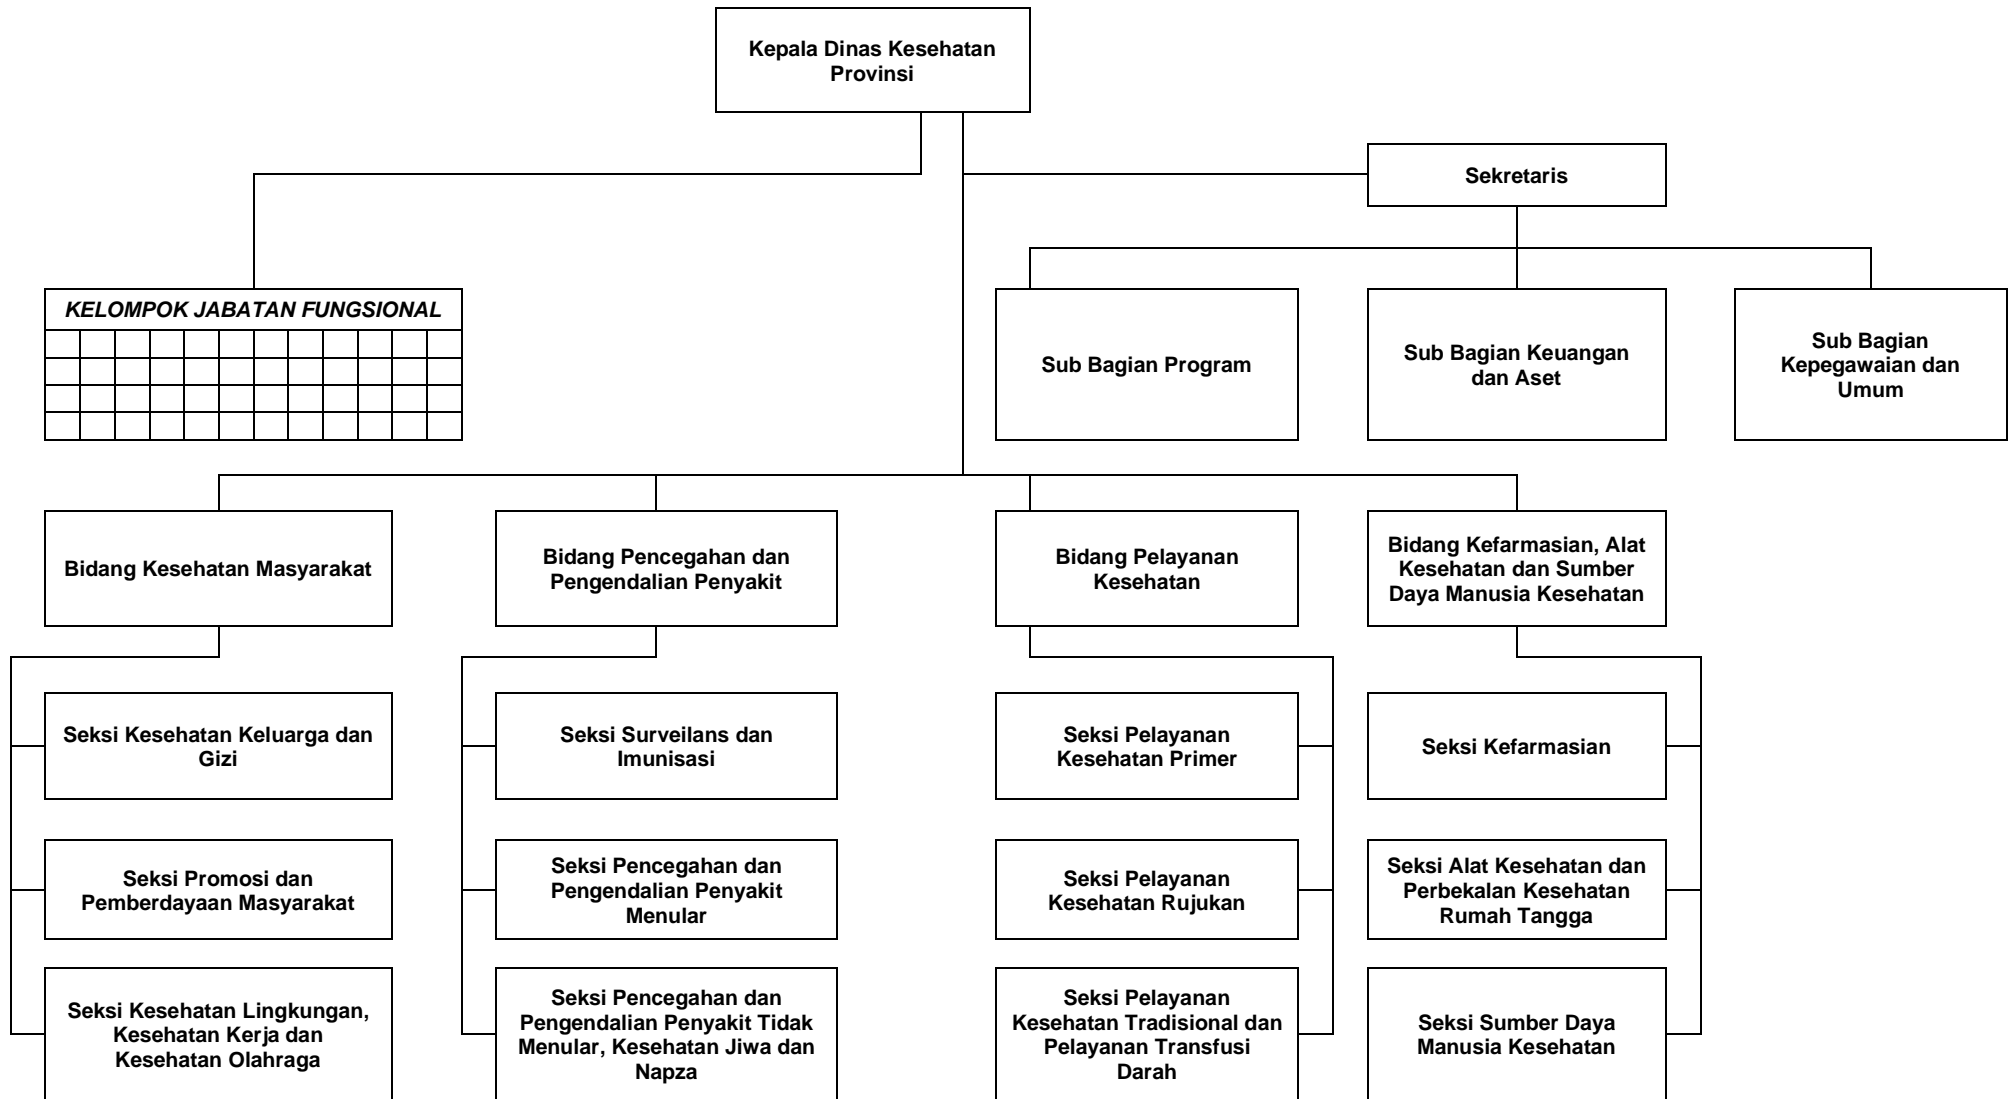 Kepala Dinas Kesehatan
Provinsi
Sekretaris
KELOMPOK JABATAN FUNGSIONAL
Sub Bagian Program
Sub Bagian Keuangan
dan Aset
Sub Bagian
Kepegawaian dan
Umum
Bidang Kesehatan Masyarakat
Bidang Pencegahan dan
Pengendalian Penyakit
Bidang Pelayanan
Kesehatan
Bidang Kefarmasian, Alat
Kesehatan dan Sumber
Daya Manusia Kesehatan
Seksi Kesehatan Keluarga dan
Gizi
Seksi Surveilans dan
Imunisasi
Seksi Pelayanan
Kesehatan Primer
Seksi Kefarmasian
Seksi Promosi dan
Pemberdayaan Masyarakat
Seksi Pencegahan dan
Pengendalian Penyakit
Menular
Seksi Pelayanan
Kesehatan Rujukan
Seksi Alat Kesehatan dan
Perbekalan Kesehatan
Rumah Tangga
Seksi Kesehatan Lingkungan,
Kesehatan Kerja dan
Kesehatan Olahraga
Seksi Pencegahan dan
Pengendalian Penyakit Tidak
Menular, Kesehatan Jiwa dan
Napza
Seksi Pelayanan
Kesehatan Tradisional dan
Pelayanan Transfusi
Darah
Seksi Sumber Daya
Manusia Kesehatan